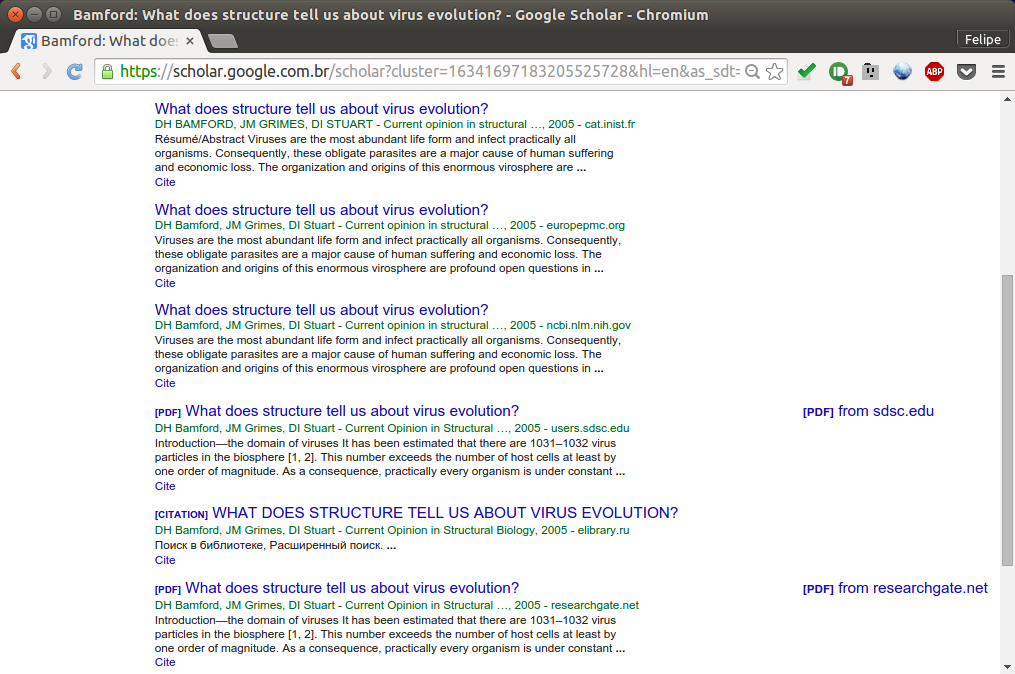 Bamford: What does structure tell us about virus evolution? - Google Scholar - Chromium
Bamford: What does
Felipe
https://scholar.google.com.br/scholar?cluster=16341697183205525728&hl=en&as_sdt=
7
ABP
What does structure tell us about virus evolution?
DH BAMFORD, JM GRIMES, DI STUART - Current opinion in structural …, 2005 - cat.inist.fr
Résumé/Abstract Viruses are the most abundant life form and infect practically all
organisms. Consequently, these obligate parasites are a major cause of human suffering
and economic loss. The organization and origins of this enormous virosphere are ...
Cite
What does structure tell us about virus evolution?
DH Bamford, JM Grimes, DI Stuart - Current opinion in structural …, 2005 - europepmc.org
Viruses are the most abundant life form and infect practically all organisms. Consequently,
these obligate parasites are a major cause of human suffering and economic loss. The
organization and origins of this enormous virosphere are profound open questions in ...
Cite
What does structure tell us about virus evolution?
DH Bamford, JM Grimes, DI Stuart - Current opinion in structural …, 2005 - ncbi.nlm.nih.gov
Viruses are the most abundant life form and infect practically all organisms. Consequently,
these obligate parasites are a major cause of human suffering and economic loss. The
organization and origins of this enormous virosphere are profound open questions in ...
Cite
[PDF] What does structure tell us about virus evolution?
[PDF] from sdsc.edu
DH Bamford, JM Grimes, DI Stuart - Current Opinion in Structural …, 2005 - users.sdsc.edu
Introduction—the domain of viruses It has been estimated that there are 1031–1032 virus
particles in the biosphere [1, 2]. This number exceeds the number of host cells at least by
one order of magnitude. As a consequence, practically every organism is under constant ...
Cite
[CITATION] WHAT DOES STRUCTURE TELL US ABOUT VIRUS EVOLUTION?
DH Bamford, JM Grimes, DI Stuart - Current Opinion in Structural Biology, 2005 - elibrary.ru
Поиск в библиотеке, Расширенный поиск. ...
Cite
[PDF] What does structure tell us about virus evolution?
[PDF] from researchgate.net
DH Bamford, JM Grimes, DI Stuart - Current Opinion in Structural …, 2005 - researchgate.net
Introduction—the domain of viruses It has been estimated that there are 1031–1032 virus
particles in the biosphere [1, 2]. This number exceeds the number of host cells at least by
one order of magnitude. As a consequence, practically every organism is under constant ...
Cite